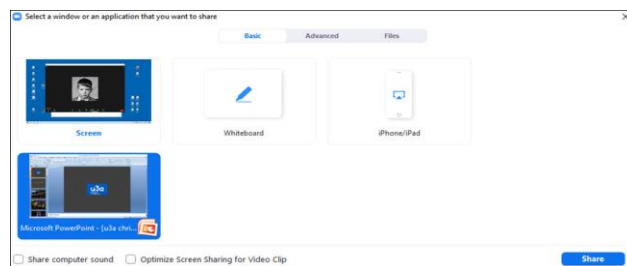 Select a window or an application that you want to share
Basic Advanced Files
Screen Whiteboard iPhone/iPad
u3a
Microsoft PowerPoint - [u3a chri...
Share computer sound Optimize Screen Sharing for Video Clip Share